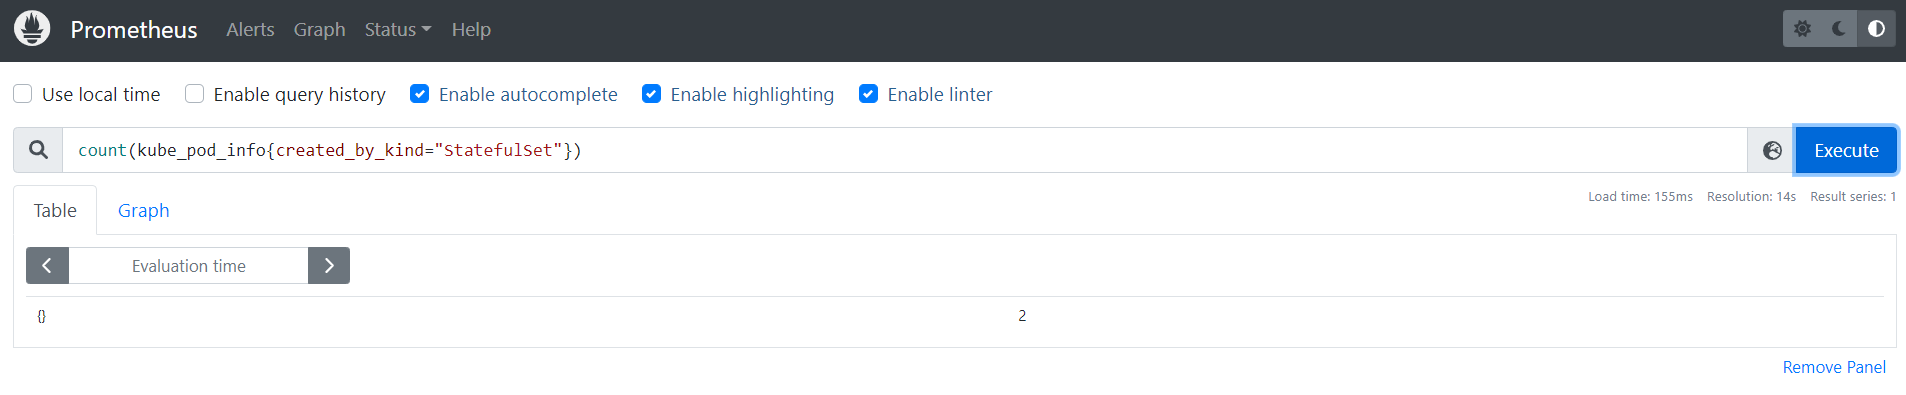 Prometheus Alerts Graph Status Help
Use local time Enable query history Enable autocomplete Enable highlighting Enable linter
count(kube_pod_info{created_by_kind="StatefulSet"}) Execute
Table Graph Load time: 155ms Resolution: 14s Result series: 1
Evaluation time
{} 2
Remove Panel